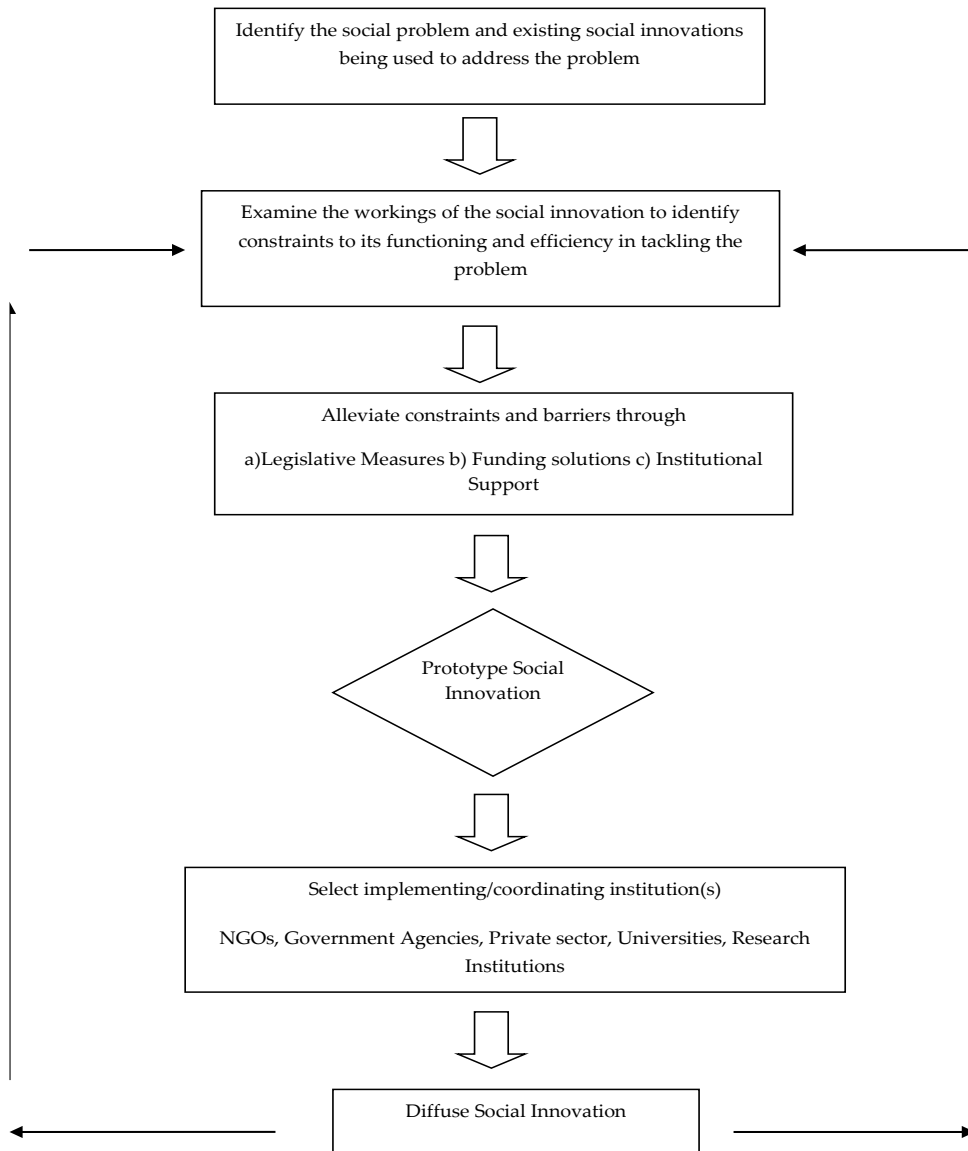 Identify the social problem and existing social innovations
being used to address the problem
Examine the workings of the social innovation to identify
constraints to its functioning and efficiency in tackling the
problem
Alleviate constraints and barriers through
a)Legislative Measures b) Funding solutions c) Institutional
Support
Prototype Social
Innovation
Select implementing/coordinating institution(s)
NGOs, Government Agencies, Private sector, Universities, Research
Institutions
Diffuse Social Innovation